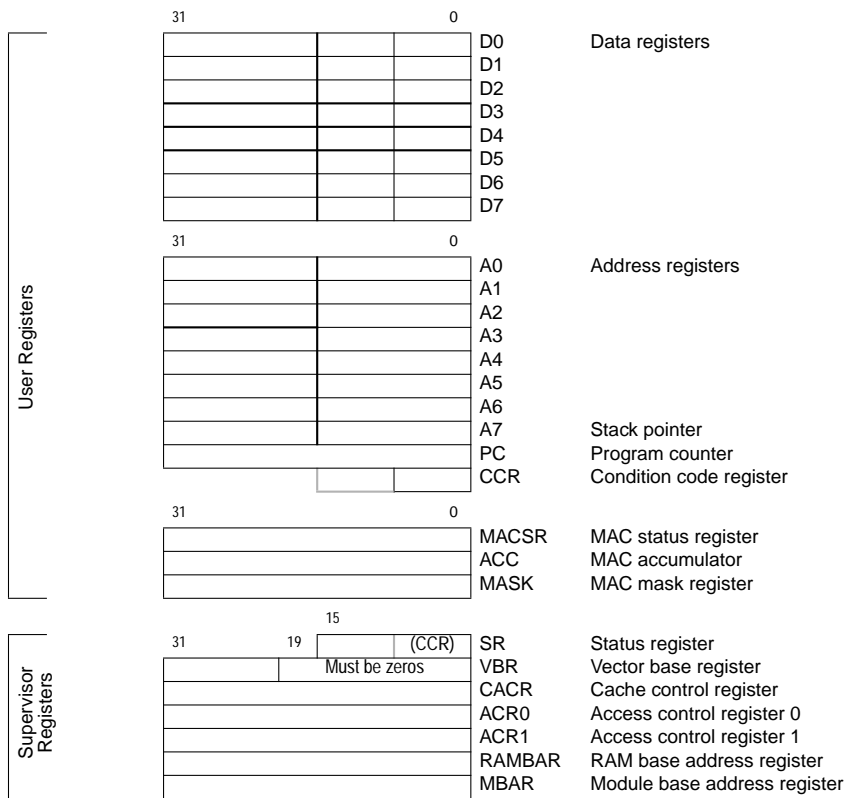 31 0
D0 Data registers
D1
D2
D3
D4
D5
D6
D7
31 0
A0 Address registers
A1
A2
A3
A4
A5
A6
A7 Stack pointer
PC Program counter
CCR Condition code register
User Registers
31 0
MACSR MAC status register
ACC MAC accumulator
MASK MAC mask register
15
31 19 (CCR) SR Status register
Must be zeros VBR Vector base register
CACR Cache control register
ACR0 Access control register 0
ACR1 Access control register 1
RAMBAR RAM base address register
MBAR Module base address register
Supervisor
Registers